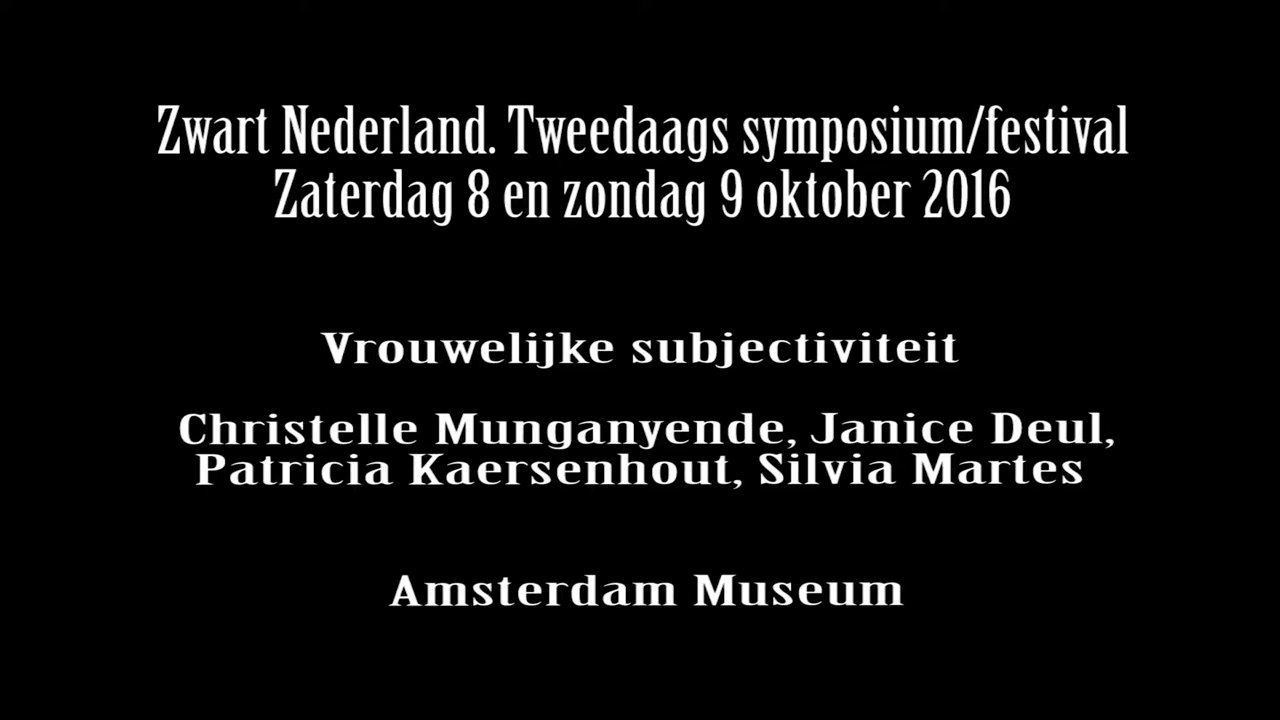 Zwart Nederland. Tweedaags symposium/festival
Zaterdag 8 en zondag 9 oktober 2016
Vrouwelijke subjectiviteit
Christelle Munganyende, Janice Deul,
Patricia Kaersenhout, Silvia Martes
Amsterdam Museum